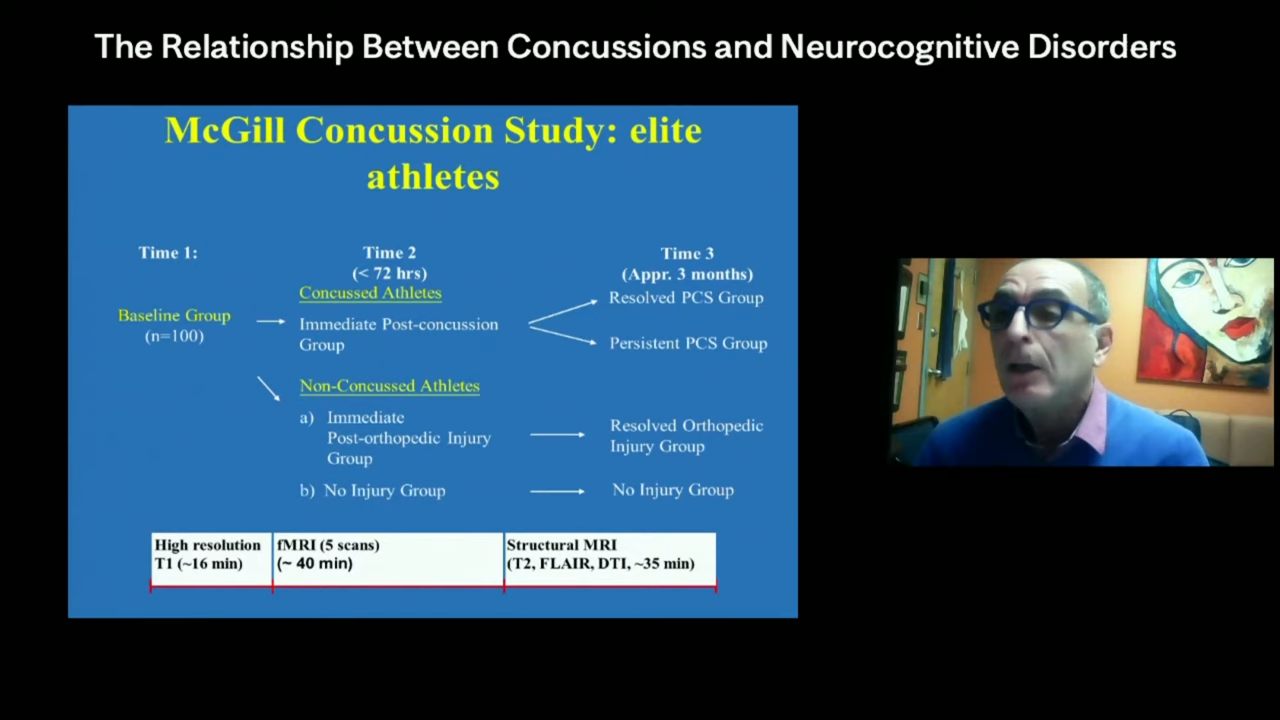 The Relationship Between Concussions and Neurocognitive Disorders
McGill Concussion Study: elite
athletes
Time 1:
Baseline Group
(n=100)
Time 2
(< 72 hrs)
Concussed Athletes
Immediate Post-concussion
Group
Non-Concussed Athletes
a) Immediate
Post-orthopedic Injury
Group
b) No Injury Group
Time 3
(Appr. 3 months)
Resolved PCS Group
Persistent PCS Group
Resolved Orthopedic
Injury Group
No Injury Group
High resolution
T1 (~16 min)
fMRI (5 scans)
(~ 40 min)
Structural MRI
(T2, FLAIR, DTI, ~35 min)